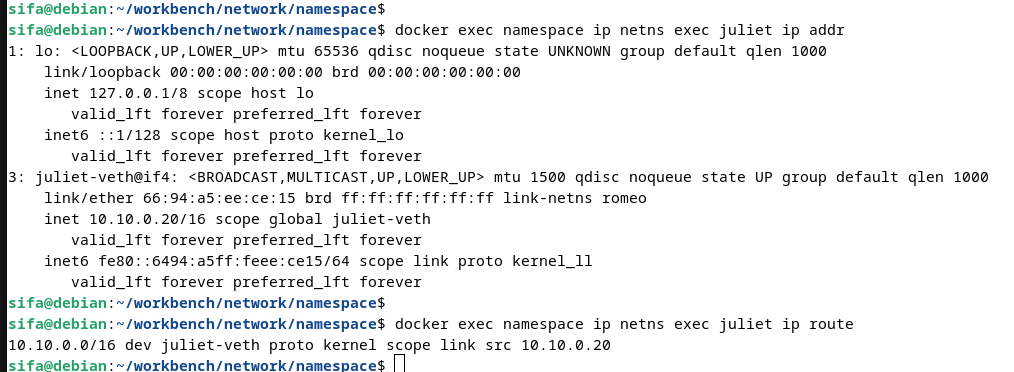 sifa@debian:~/workbench/network/namespace$
sifa@debian:~/workbench/network/namespace$ docker exec namespace ip netns exec juliet ip addr
1: lo: <LOOPBACK,UP,LOWER_UP> mtu 65536 qdisc noqueue state UNKNOWN group default qlen 1000
    link/loopback 00:00:00:00:00:00 brd 00:00:00:00:00:00
    inet 127.0.0.1/8 scope host lo
       valid_lft forever preferred_lft forever
    inet6 ::1/128 scope host proto kernel_lo
       valid_lft forever preferred_lft forever
3: juliet-veth@if4: <BROADCAST,MULTICAST,UP,LOWER_UP> mtu 1500 qdisc noqueue state UP group default qlen 1000
    link/ether 66:94:a5:ee:ce:15 brd ff:ff:ff:ff:ff:ff link-netns romeo
    inet 10.10.0.20/16 scope global juliet-veth
       valid_lft forever preferred_lft forever
    inet6 fe80::6494:a5ff:feee:ce15/64 scope link proto kernel_ll
       valid_lft forever preferred_lft forever
sifa@debian:~/workbench/network/namespace$
sifa@debian:~/workbench/network/namespace$ docker exec namespace ip netns exec juliet ip route
10.10.0.0/16 dev juliet-veth proto kernel scope link src 10.10.0.20
sifa@debian:~/workbench/network/namespace$